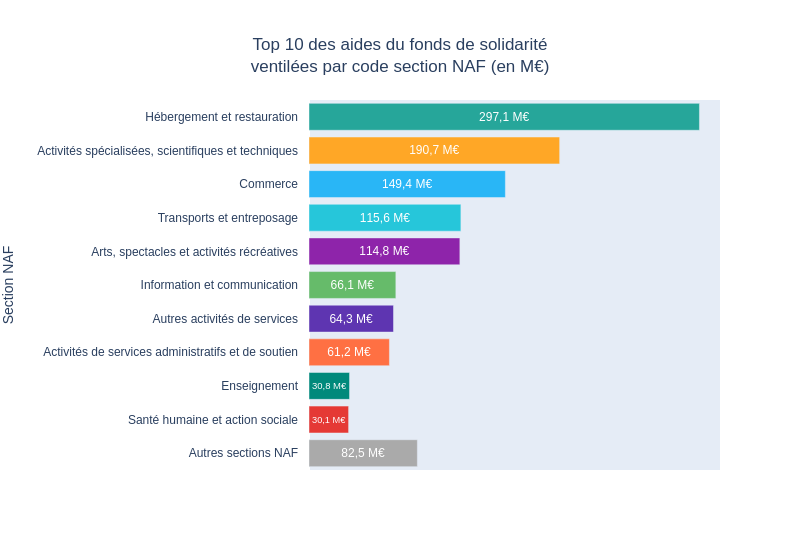 Top 10 des aides du fonds de solidarité
ventilées par code section NAF (en M€)
Section NAF
Hébergement et restauration 297,1 M€
Activités spécialisées, scientifiques et techniques 190,7 M€
Commerce 149,4 M€
Transports et entreposage 115,6 M€
Arts, spectacles et activités récréatives 114,8 M€
Information et communication 66,1 M€
Autres activités de services 64,3 M€
Activités de services administratifs et de soutien 61,2 M€
Enseignement 30,8 M€
Santé humaine et action sociale 30,1 M€
Autres sections NAF 82,5 M€